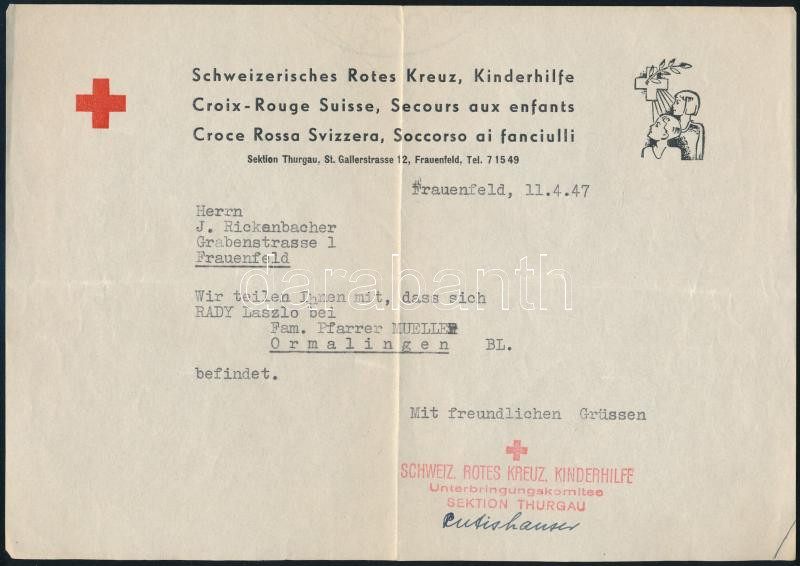 Schweizerisches Rotes Kreuz, Kinderhilfe
Croix-Rouge Suisse, Secours aux enfants
Croce Rossa Svizzera, Soccorso ai fanciulli
Sektion Thurgau, St. Gallerstrasse 12, Frauenfeld, Tel. 7 15 49
Frauenfeld, 11.4.47
Herrn
J. Rickenbacher
Grabenstrasse 1
Frauenfeld
darabanth
Wir teilen Ihnen mit, dass sich
RADY Laszlo bei
Fam. Pfarrer MUELLER
Ormalingen BL.
befindet.
Mit freundlichen Grüssen
SCHWEIZ. ROTES KREUZ, KINDERHILFE
Unterbringungskomitee
SEKTION THURGAU
Rutishauser